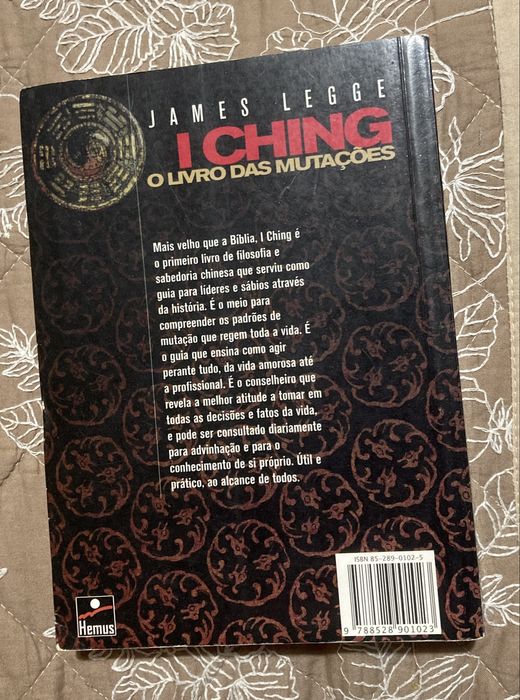 JAMES LEGGE
I CHING
O LIVRO DAS MUTAÇÕES
Mais velho que a Bíblia, I Ching é
o primeiro livro de filosofia e
sabedoria chinesa que serviu como
guia para líderes e sábios através
da história. É o meio para
compreender os padrões de
mutação que regem toda a vida. É
o guia que ensina como agir
perante tudo, da vida amorosa até
a profissional. É o conselheiro que
revela a melhor atitude a tomar em
todas as decisões e fatos da vida,
e pode ser consultado diariamente
para advinhação e para o
conhecimento de si próprio. Útil e
prático, ao alcance de todos.
ISBN 85-289-0102-5
9 788528 901023
Hemus